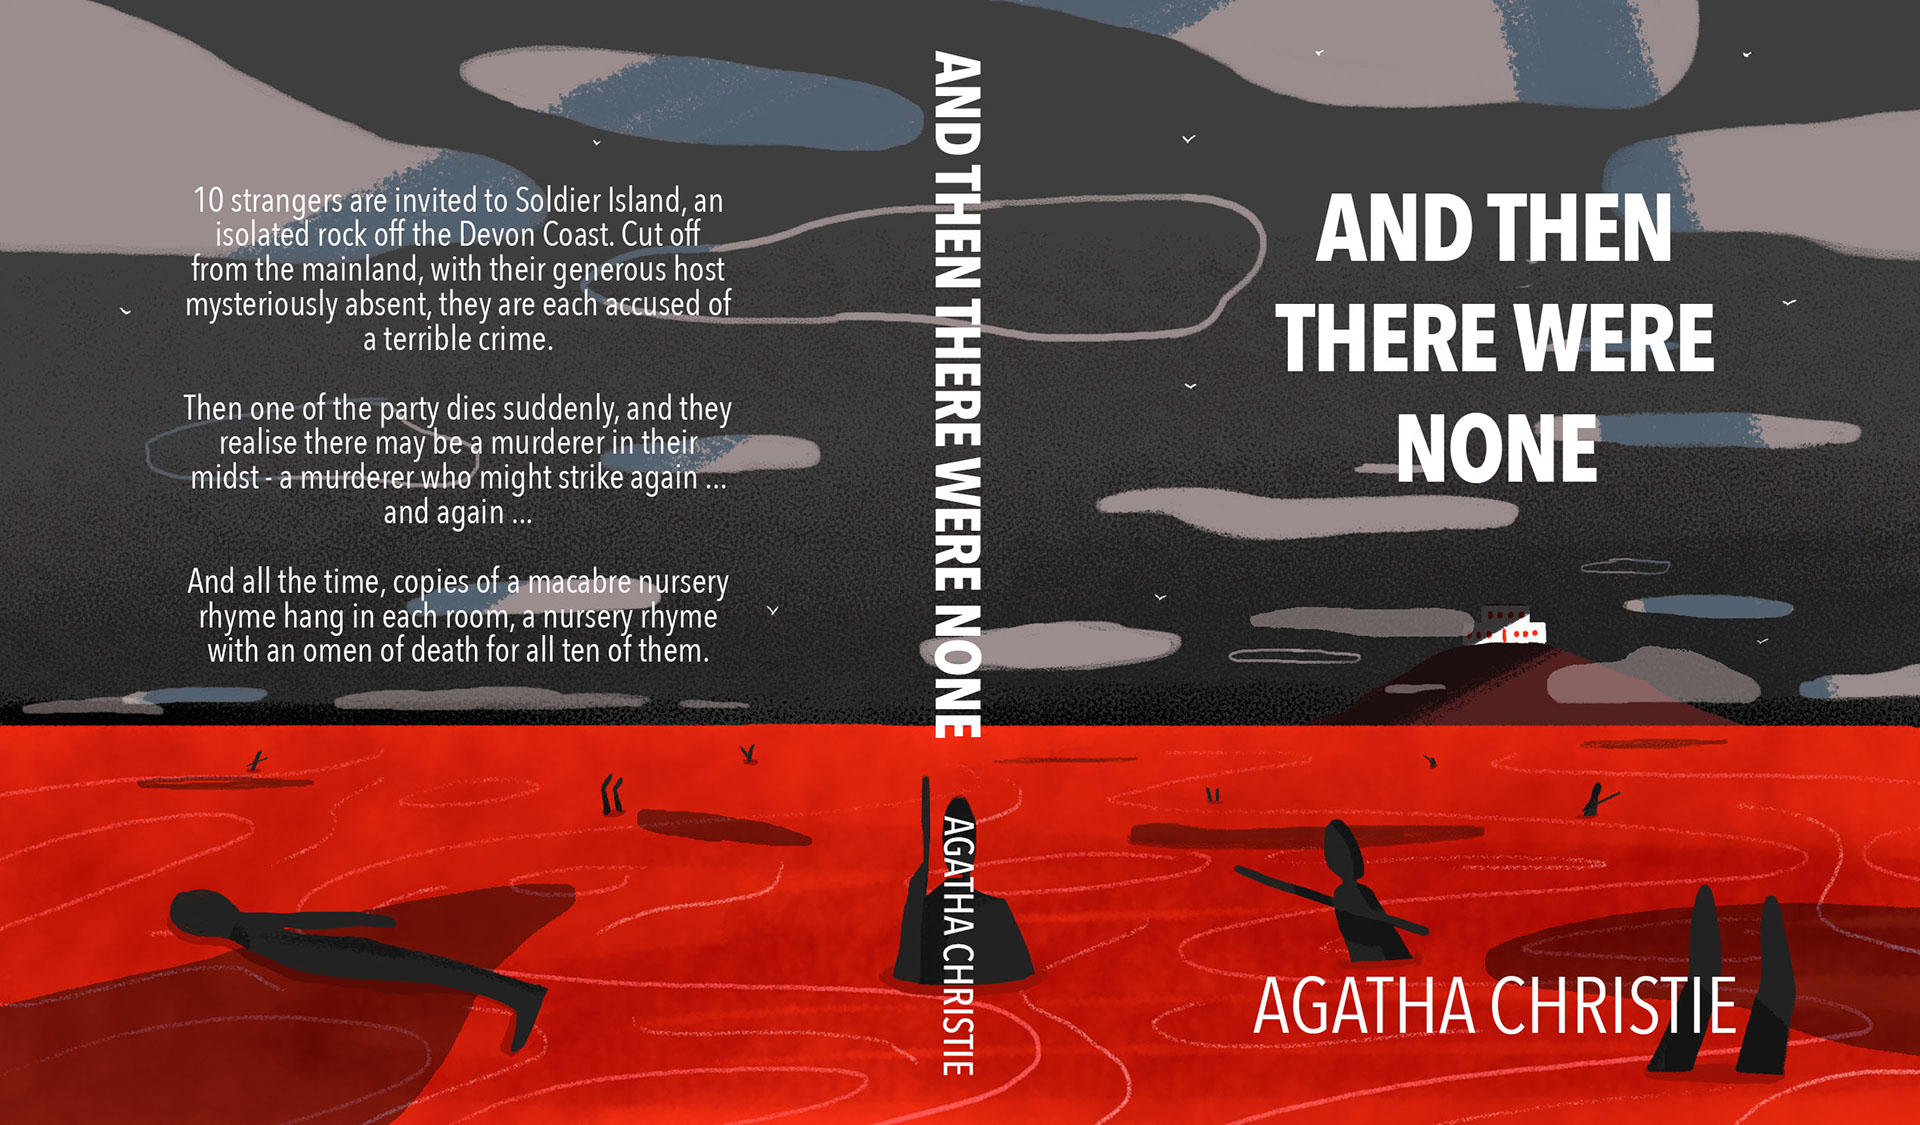 10 strangers are invited to Soldier Island, an
isolated rock off the Devon Coast. Cut off
from the mainland, with their generous host
mysteriously absent, they are each accused of
a terrible crime.
Then one of the party dies suddenly, and they
realise there may be a murderer in their
midst - a murderer who might strike again ...
and again ...
And all the time, copies of a macabre nursery
rhyme hang in each room, a nursery rhyme
with an omen of death for all ten of them.
AND THEN THERE WERE NONE
AGATHA CHRISTIE
AND THEN
THERE WERE
NONE
AGATHA CHRISTIE